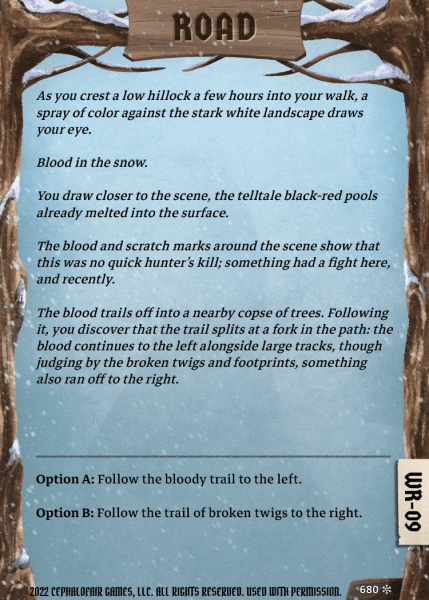 ROAD
As you crest a low hillock a few hours into your walk, a
spray of color against the stark white landscape draws
your eye.
Blood in the snow.
You draw closer to the scene, the telltale black-red pools
already melted into the surface.
The blood and scratch marks around the scene show that
this was no quick hunter's kill; something had a fight here,
and recently.
The blood trails off into a nearby copse of trees. Following
it, you discover that the trail splits at a fork in the path: the
blood continues to the left alongside large tracks, though
judging by the broken twigs and footprints, something
also ran off to the right.
Option A: Follow the bloody trail to the left.
Option B: Follow the trail of broken twigs to the right.
WR-09
2022 CEPHALOFAIR GAMES, LLC. ALL RIGHTS RESERVED. USED WITH PERMISSION.
680